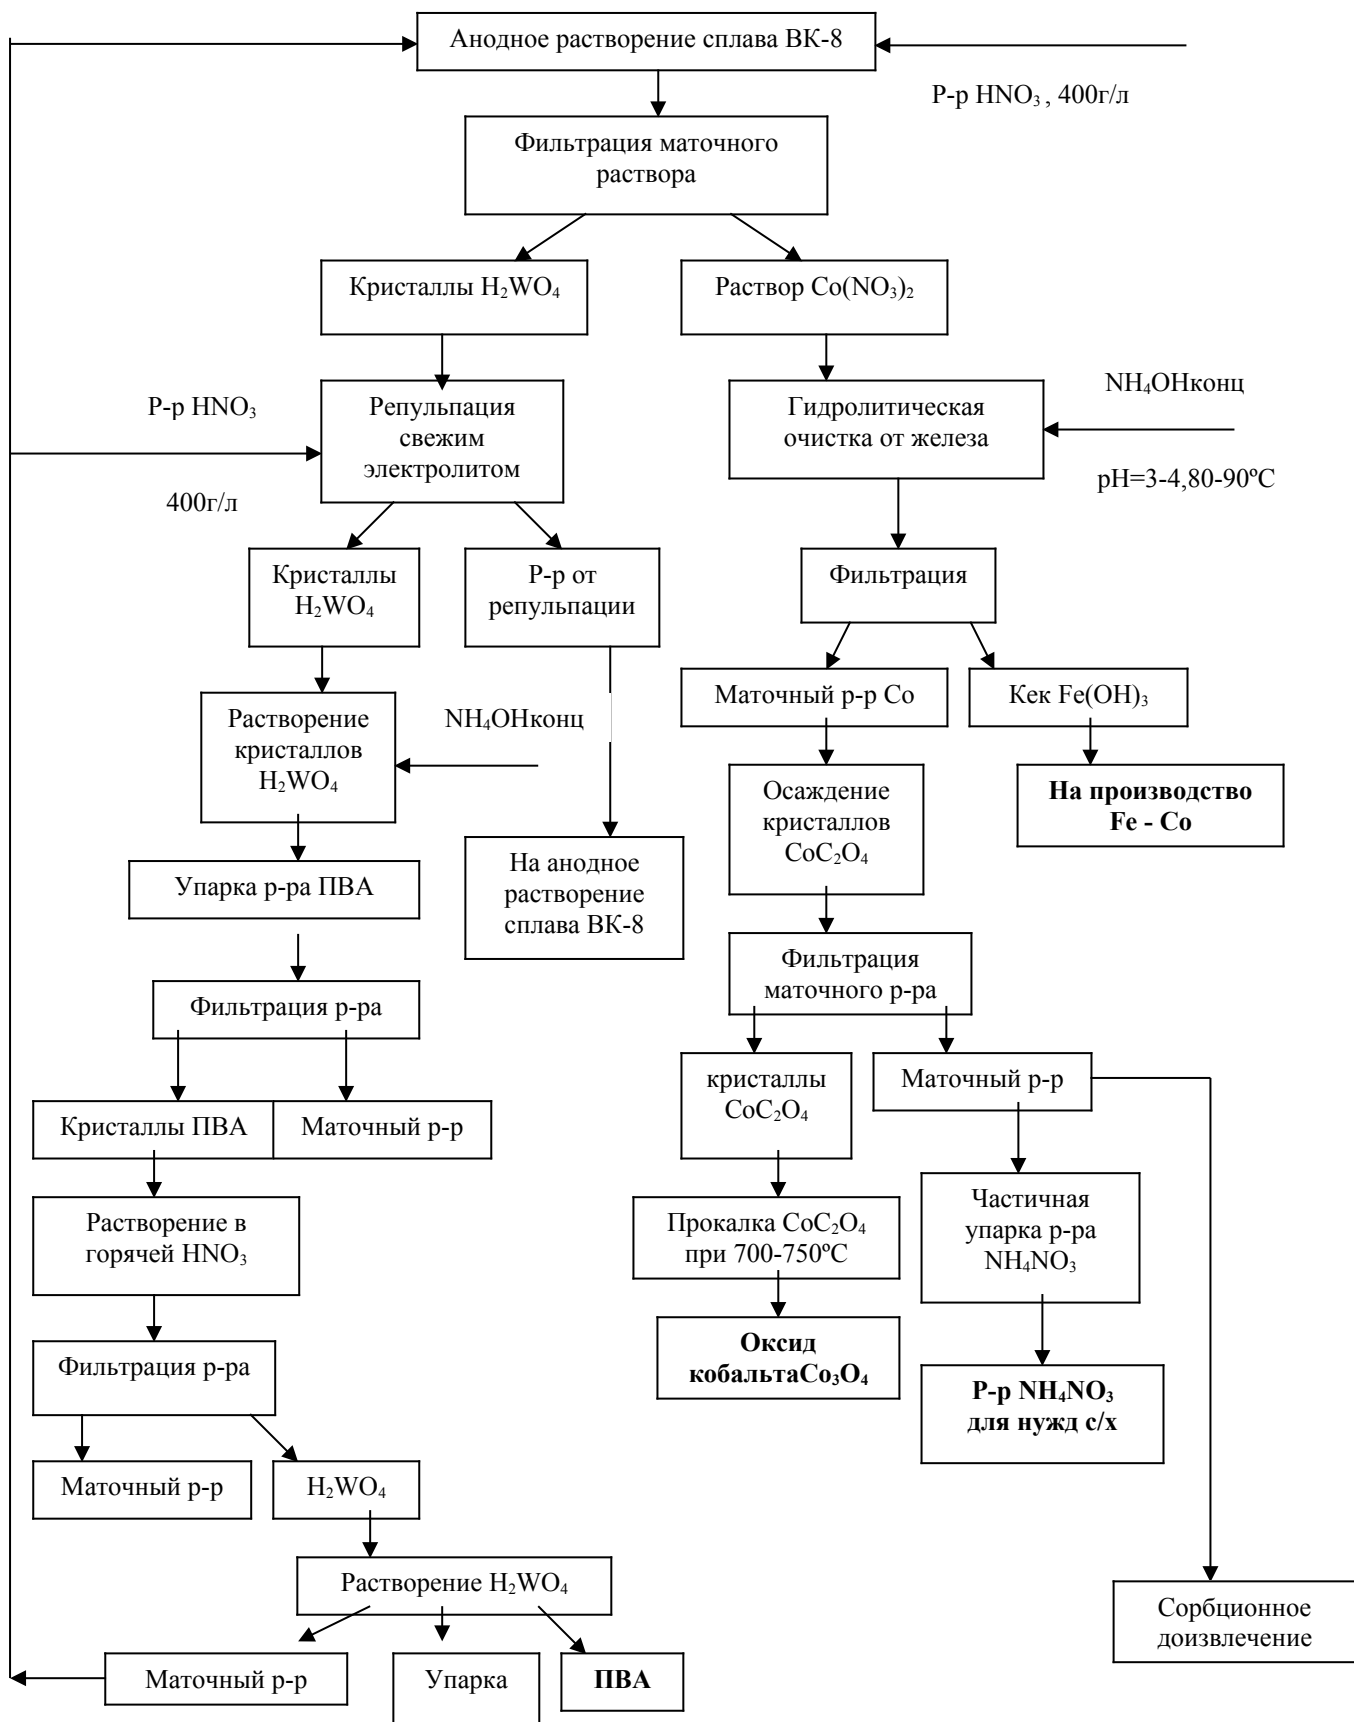 Анодное растворение сплава ВК-8
Р-р HNO₃ , 400г/л
Фильтрация маточного
раствора
Кристаллы H₂WO₄
Раствор Co(NO₃)₂
Р-р HNO₃
400г/л
Репульпация
свежим
электролитом
Гидролитическая
очистка от железа
NH₄OHконц
pH=3-4,80-90ºС
Кристаллы
H₂WO₄
Р-р от
репульпации
Фильтрация
Растворение
кристаллов
H₂WO₄
NH₄OHконц
Маточный р-р Со
Кек Fe(OH)₃
Осаждение
кристаллов
CoC₂O₄
На производство
Fe - Co
Упарка р-ра ПВА
На анодное
растворение
сплава ВК-8
Фильтрация
маточного р-ра
Фильтрация р-ра
кристаллы
CoC₂O₄
Маточный р-р
Кристаллы ПВА
Маточный р-р
Растворение в
горячей HNO₃
Прокалка CoC₂O₄
при 700-750ºС
Частичная
упарка р-ра
NH₄NO₃
Фильтрация р-ра
Оксид
кобальтаCo₃O₄
Р-р NH₄NO₃
для нужд с/х
Маточный р-р
H₂WO₄
Растворение H₂WO₄
Сорбционное
доизвлечение
Маточный р-р
Упарка
ПВА